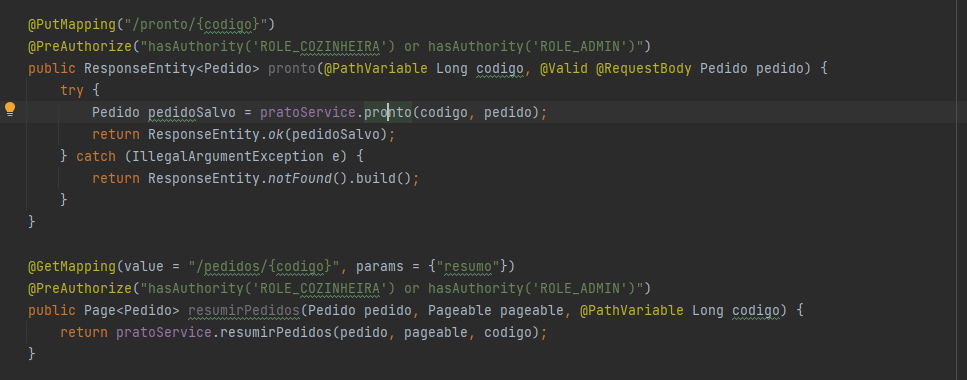 @PutMapping("/pronto/{codigo}")
@PreAuthorize("hasAuthority('ROLE_COZINHEIRA') or hasAuthority('ROLE_ADMIN')")
public ResponseEntity<Pedido> pronto(@PathVariable Long codigo, @Valid @RequestBody Pedido pedido) {
try {
Pedido pedidoSalvo = pratoService.pronto(codigo, pedido);
return ResponseEntity.ok(pedidoSalvo);
} catch (IllegalArgumentException e) {
return ResponseEntity.notFound().build();
}
}
@GetMapping(value = "/pedidos/{codigo}", params = {"resumo"})
@PreAuthorize("hasAuthority('ROLE_COZINHEIRA') or hasAuthority('ROLE_ADMIN')")
public Page<Pedido> resumirPedidos(Pedido pedido, Pageable pageable, @PathVariable Long codigo) {
return pratoService.resumirPedidos(pedido, pageable, codigo);
}